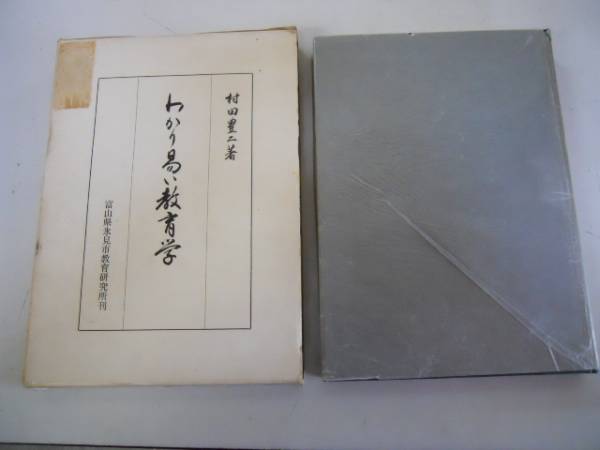 村田豊二著
わかり易い教育学
富山県氷見市教育研究所刊